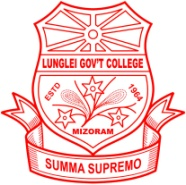 LUNGLEI GOV'T COLLEGE
ESTD 1964
MIZORAM
SUMMA SUPREMO